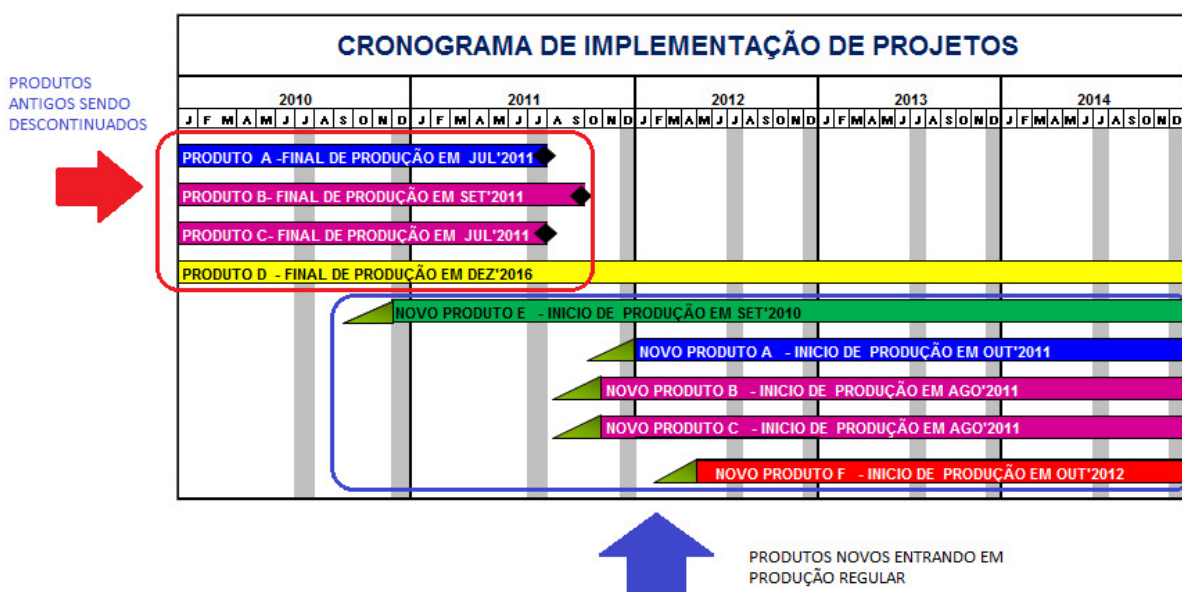 CRONOGRAMA DE IMPLEMENTAÇÃO DE PROJETOS
PRODUTOS
ANTIGOS SENDO
DESCONTINUADOS
2010 2011 2012 2013 2014
J F M A M J J A S O N D J F M A M J J A S O N D J F M A M J J A S O N D J F M A M J J A S O N D J F M A M J J A S O N D
PRODUTO A -FINAL DE PRODUÇÃO EM JUL'2011
PRODUTO B- FINAL DE PRODUÇÃO EM SET'2011
PRODUTO C- FINAL DE PRODUÇÃO EM JUL'2011
PRODUTO D - FINAL DE PRODUÇÃO EM DEZ'2016
NOVO PRODUTO E - INICIO DE PRODUÇÃO EM SET'2010
NOVO PRODUTO A - INICIO DE PRODUÇÃO EM OUT'2011
NOVO PRODUTO B - INICIO DE PRODUÇÃO EM AGO'2011
NOVO PRODUTO C - INICIO DE PRODUÇÃO EM AGO'2011
NOVO PRODUTO F - INICIO DE PRODUÇÃO EM OUT'2012
PRODUTOS NOVOS ENTRANDO EM
PRODUÇÃO REGULAR